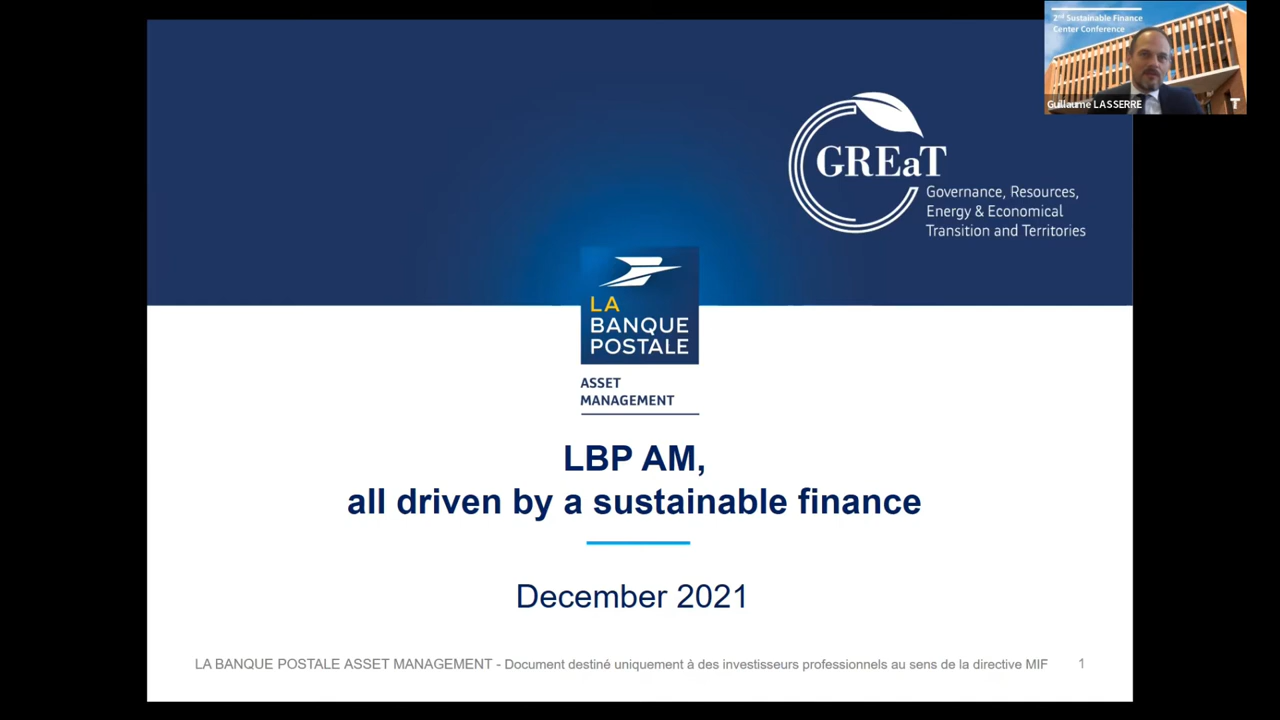 2nd Sustainable Finance
Center Conference
Guillaume LASSERRE
T
GREaT
Governance, Resources,
Energy & Economical
Transition and Territories
LA
BANQUE
POSTALE
ASSET
MANAGEMENT
LBP AM,
all driven by a sustainable finance
December 2021
LA BANQUE POSTALE ASSET MANAGEMENT - Document destiné uniquement à des investisseurs professionnels au sens de la directive MIF 1